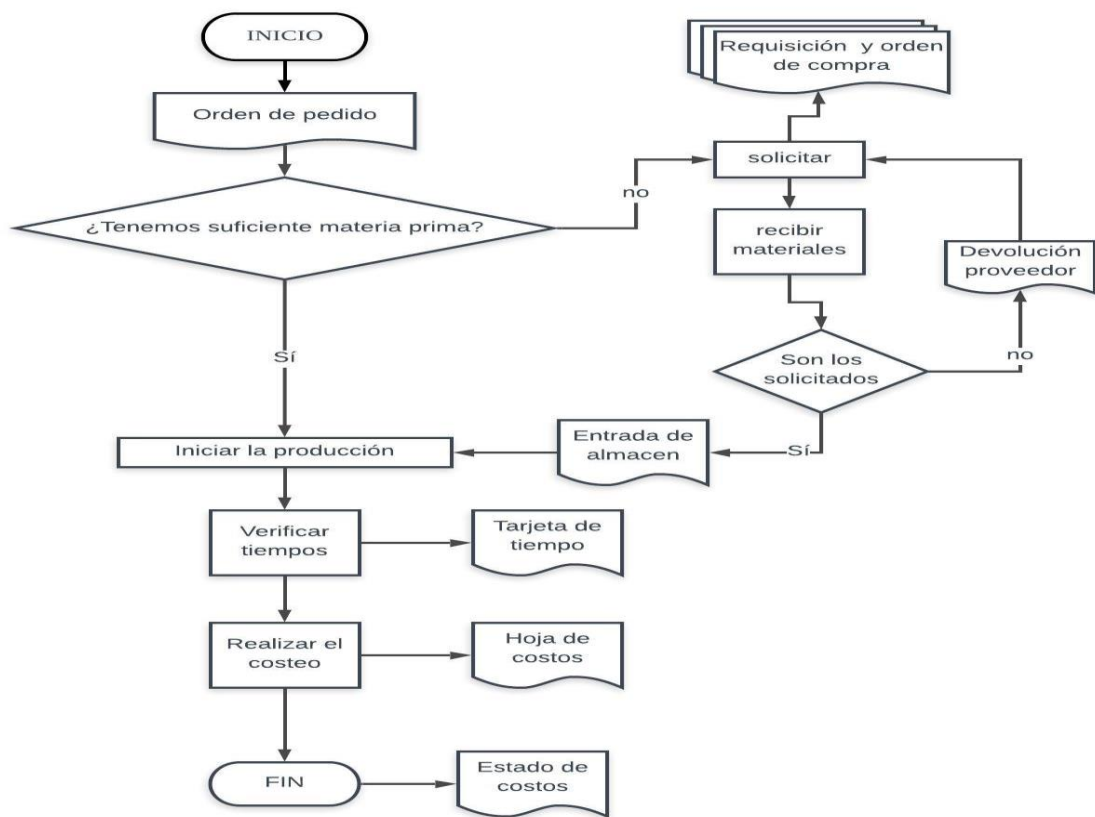 INICIO
Requisición y orden
de compra
Orden de pedido
solicitar
no
¿Tenemos suficiente materia prima?
recibir
materiales
Devolución
proveedor
Sí
Son los
solicitados
no
Iniciar la producción
Entrada de
almacen
Sí
Verificar
tiempos
Tarjeta de
tiempo
Realizar el
costeo
Hoja de
costos
FIN
Estado de
costos